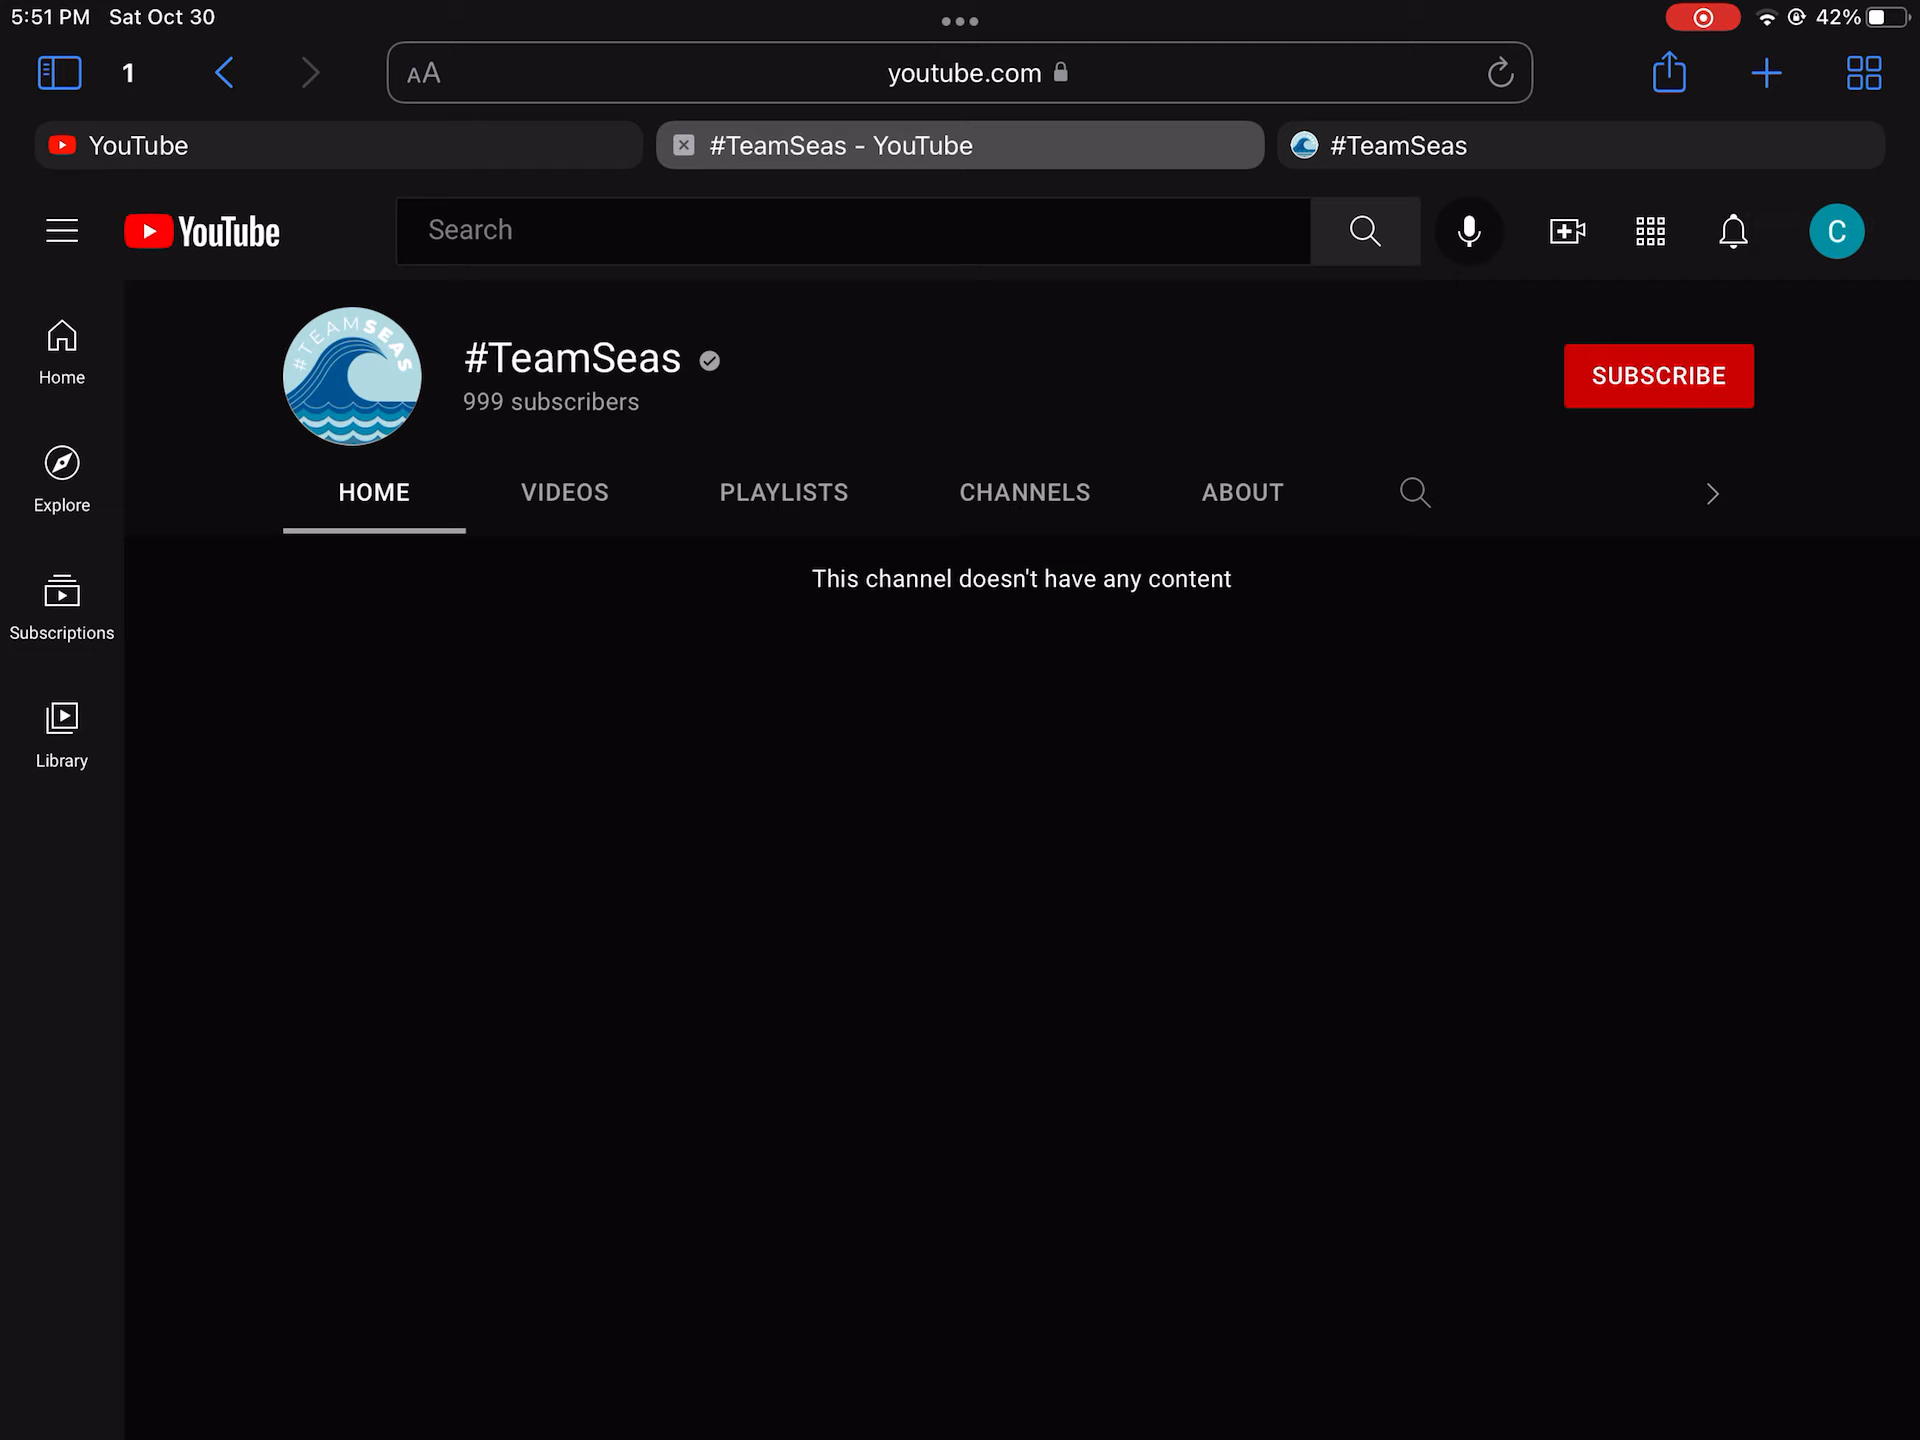 5:51 PM Sat Oct 30
42%
1
AA
youtube.com
YouTube
#TeamSeas - YouTube
#TeamSeas
YouTube
Search
C
Home
Explore
Subscriptions
Library
#TEAMSEAS
#TeamSeas
999 subscribers
SUBSCRIBE
HOME VIDEOS PLAYLISTS CHANNELS ABOUT
This channel doesn't have any content